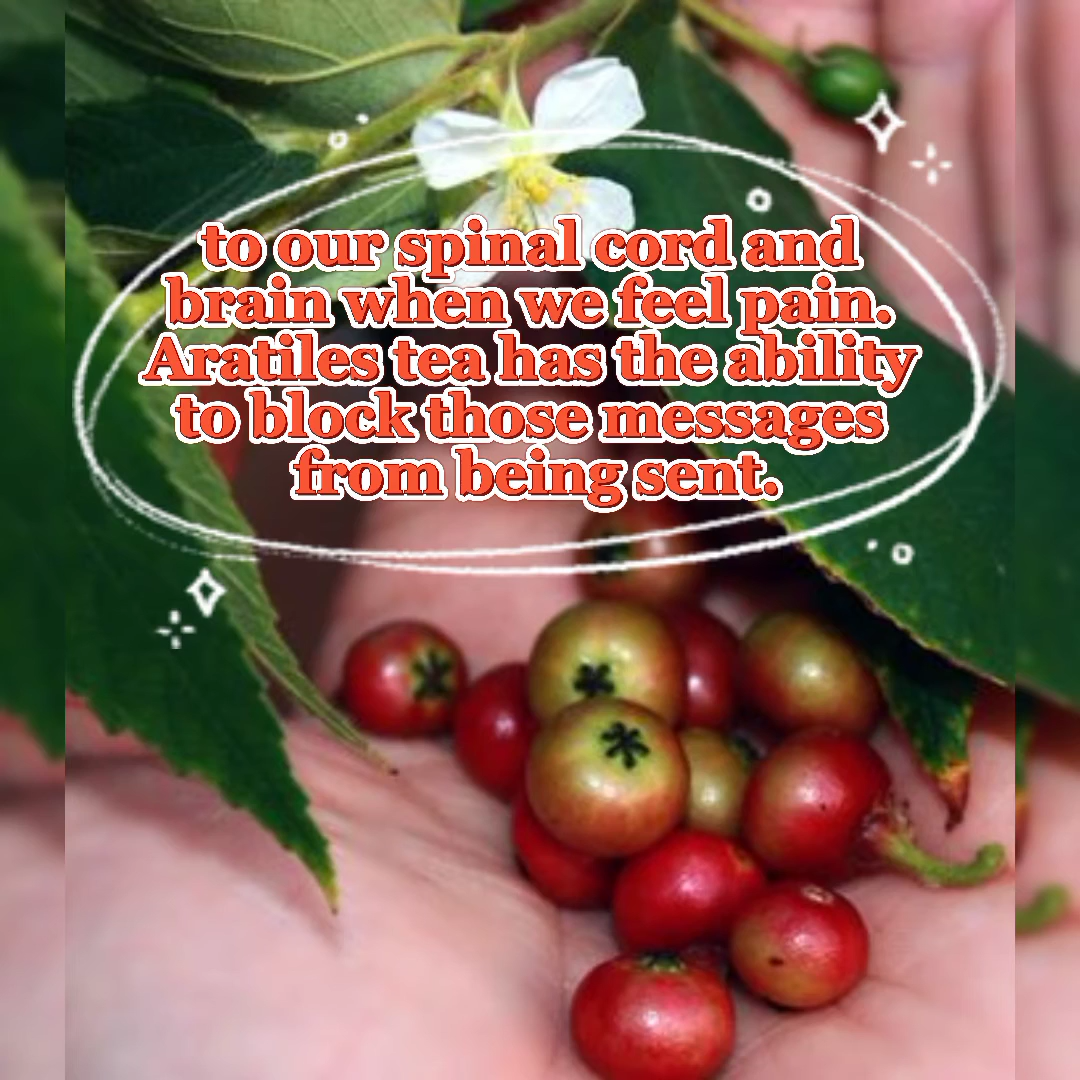 to our spinal cord and
brain when we feel pain.
Aratiles tea has the ability
to block those messages
from being sent.